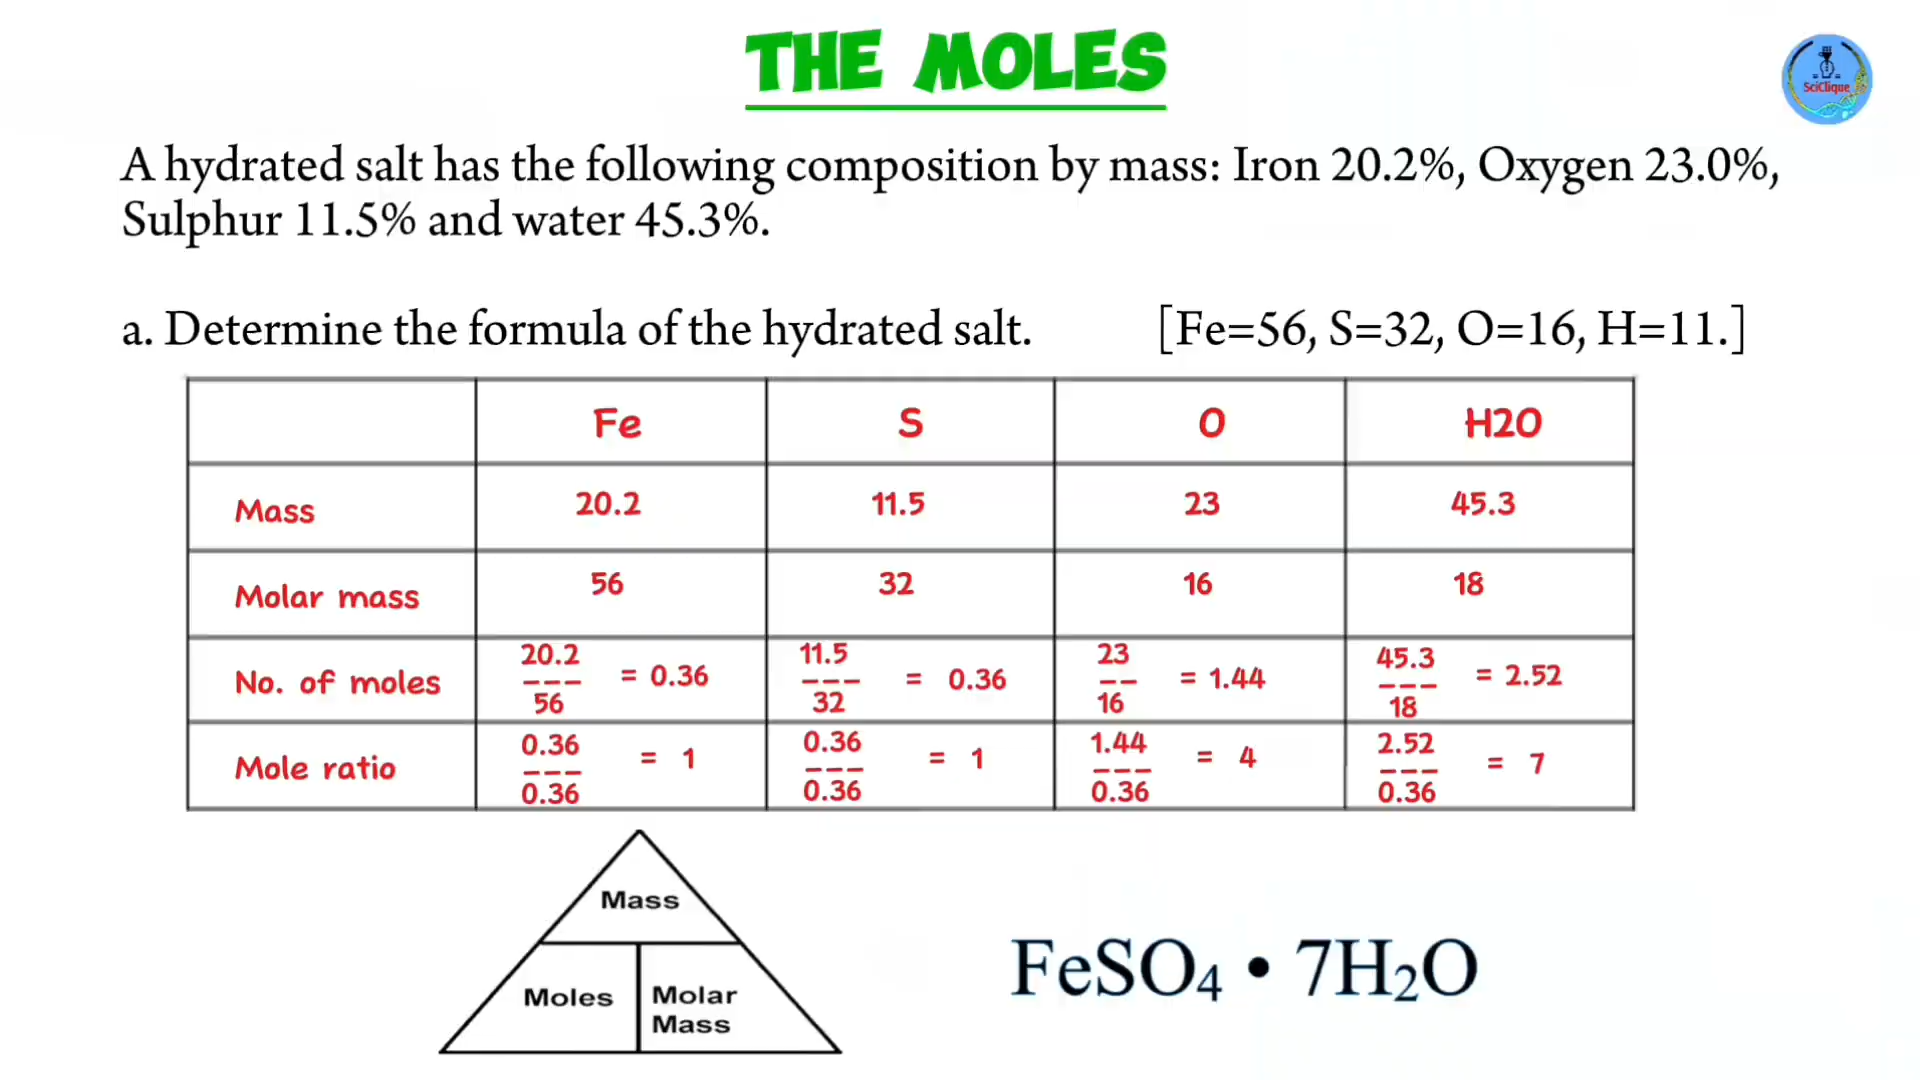 THE MOLES
SciClique
A hydrated salt has the following composition by mass: Iron 20.2%, Oxygen 23.0%,
Sulphur 11.5% and water 45.3%.
a. Determine the formula of the hydrated salt. [Fe=56, S=32, O=16, H=11.]
Fe S O H2O
Mass 20.2 11.5 23 45.3
Molar mass 56 32 16 18
No. of moles 20.2 --- 56 = 0.36 11.5 --- 32 = 0.36 23 -- 16 = 1.44 45.3 --- 18 = 2.52
Mole ratio 0.36 --- 0.36 = 1 0.36 --- 0.36 = 1 1.44 --- 0.36 = 4 2.52 --- 0.36 = 7
Mass
Moles Molar
Mass
FeSO₄ • 7H₂O